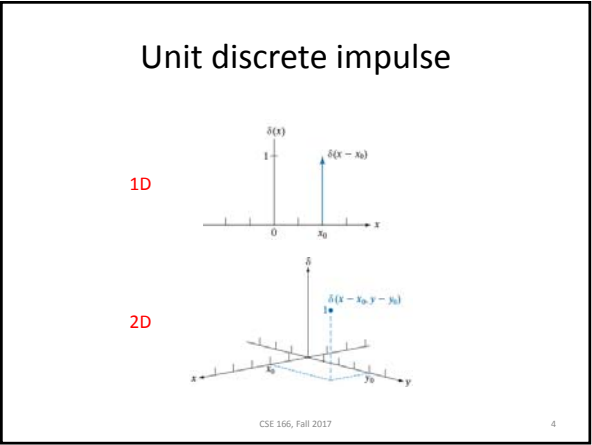 Unit discrete impulse
δ(x)
1
δ(x − x₀)
1D
0
x₀
x
δ
δ(x − x₀, y − y₀)
1
2D
x₀
y₀
x
y
CSE 166, Fall 2017
4